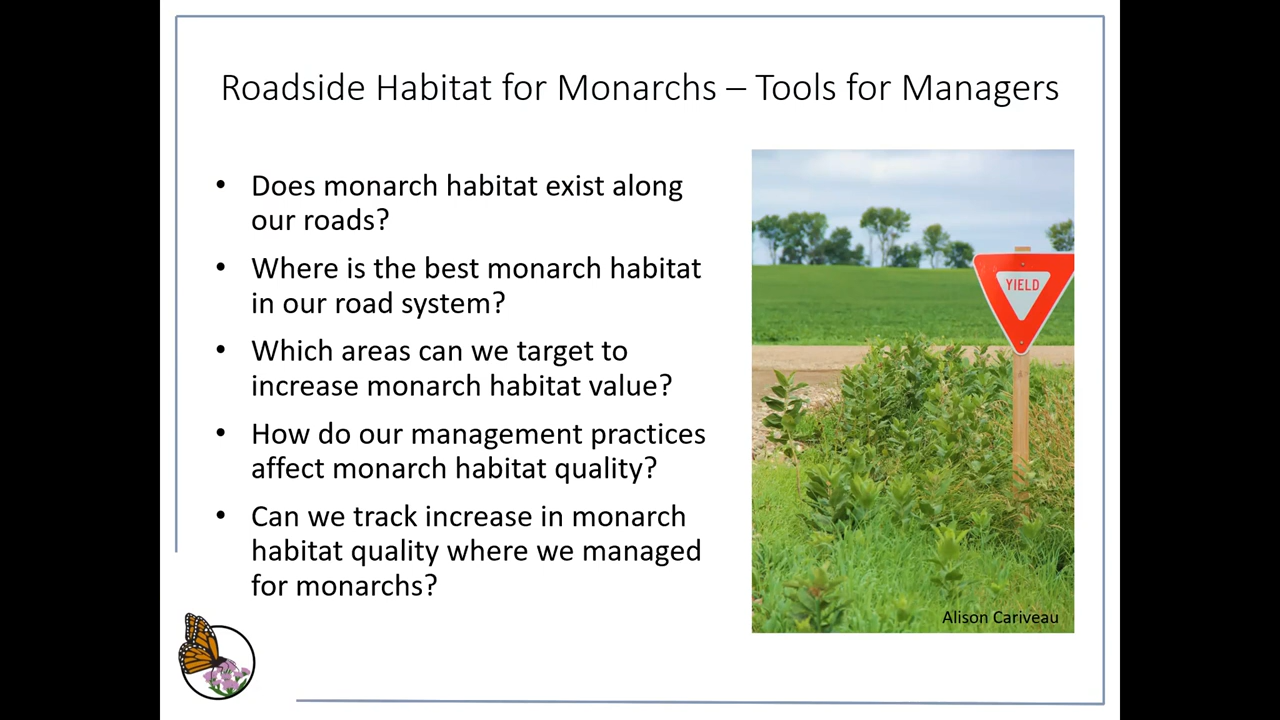 Roadside Habitat for Monarchs – Tools for Managers
• Does monarch habitat exist along
our roads?
• Where is the best monarch habitat
in our road system?
• Which areas can we target to
increase monarch habitat value?
• How do our management practices
affect monarch habitat quality?
• Can we track increase in monarch
habitat quality where we managed
for monarchs?
YIELD
Alison Cariveau